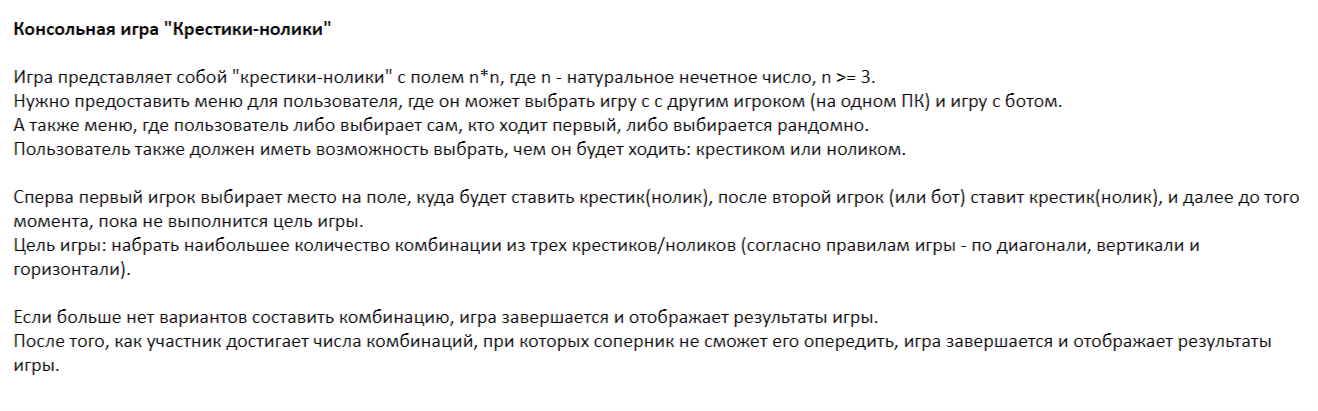 Консольная игра "Крестики-нолики"
Игра представляет собой "крестики-нолики" с полем n*n, где n - натуральное нечетное число, n >= 3.
Нужно предоставить меню для пользователя, где он может выбрать игру с с другим игроком (на одном ПК) и игру с ботом.
А также меню, где пользователь либо выбирает сам, кто ходит первый, либо выбирается рандомно.
Пользователь также должен иметь возможность выбрать, чем он будет ходить: крестиком или ноликом.
Сперва первый игрок выбирает место на поле, куда будет ставить крестик(нолик), после второй игрок (или бот) ставит крестик(нолик), и далее до того
момента, пока не выполнится цель игры.
Цель игры: набрать наибольшее количество комбинации из трех крестиков/ноликов (согласно правилам игры - по диагонали, вертикали и
горизонтали).
Если больше нет вариантов составить комбинацию, игра завершается и отображает результаты игры.
После того, как участник достигает числа комбинаций, при которых соперник не сможет его опередить, игра завершается и отображает результаты
игры.